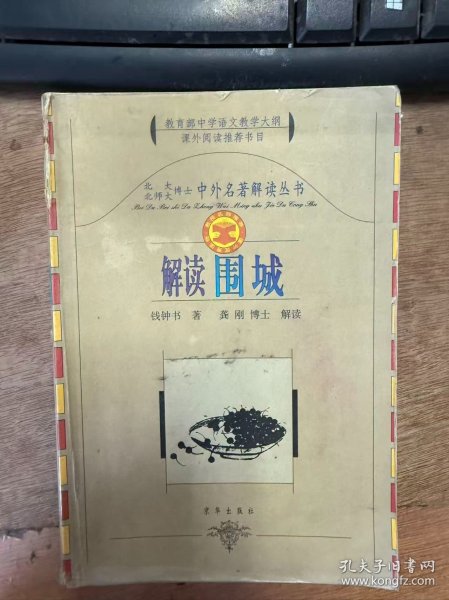 教育部中学语文教学大纲
课外阅读推荐书目
北大
北师大 博士 中外名著解读丛书
Bei Da Bei shi Da Zhong Wai Ming zhu Jie Du Cong Shu
解读围城
钱钟书 著 龚刚 博士 解读
京华出版社
孔夫子旧书网
www.kongfz.com